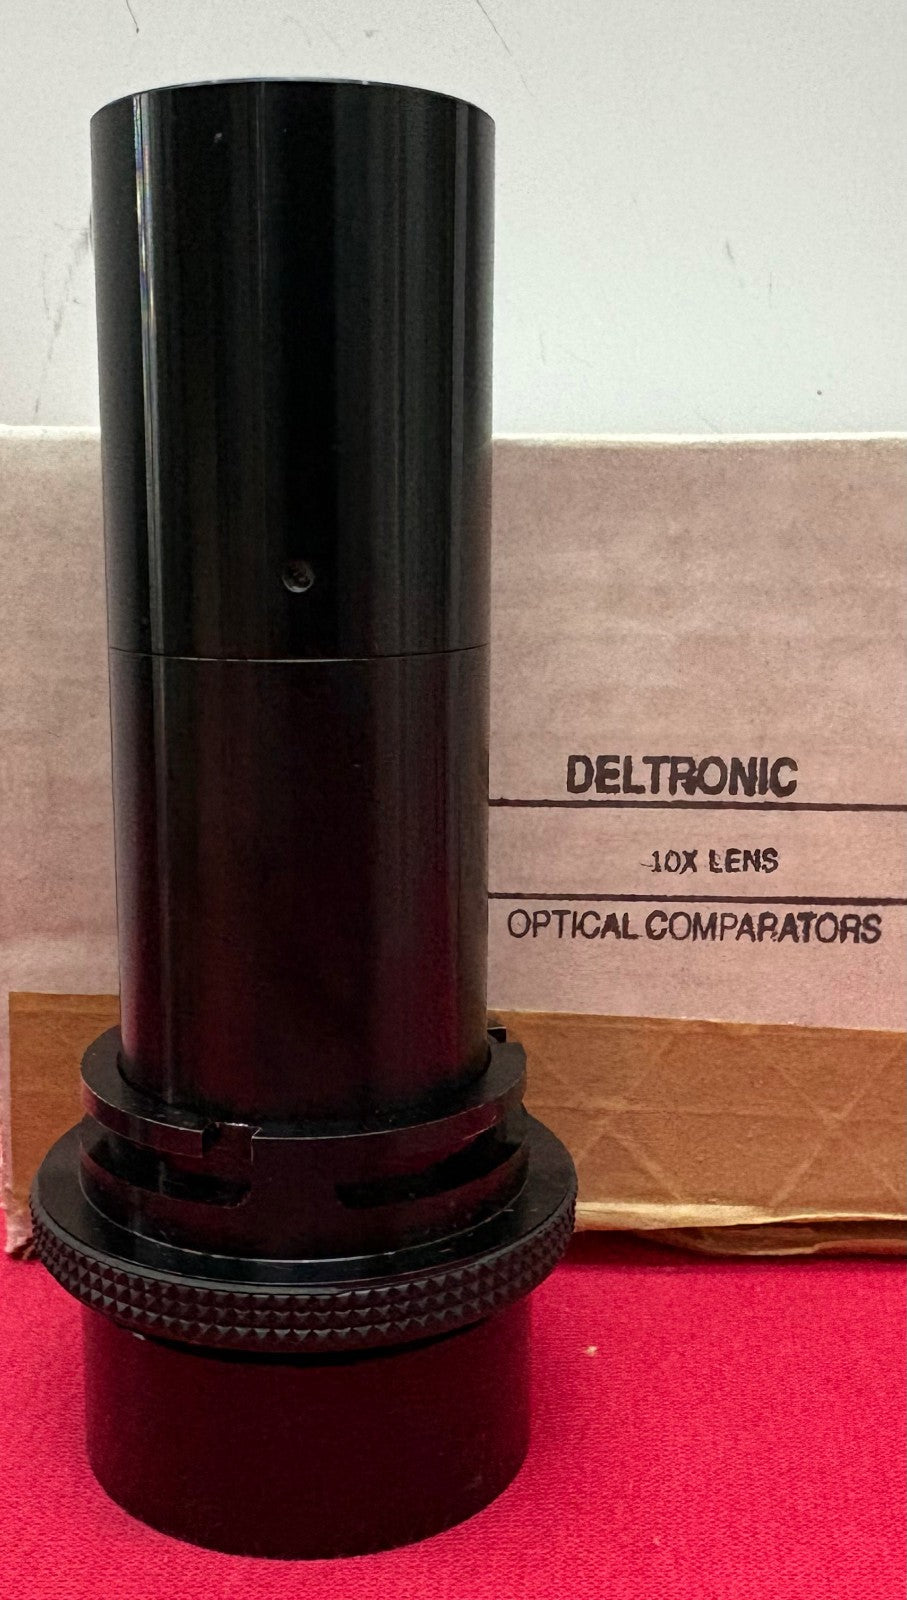 DELTRONIC
10X LENS
OPTICAL COMPARATORS